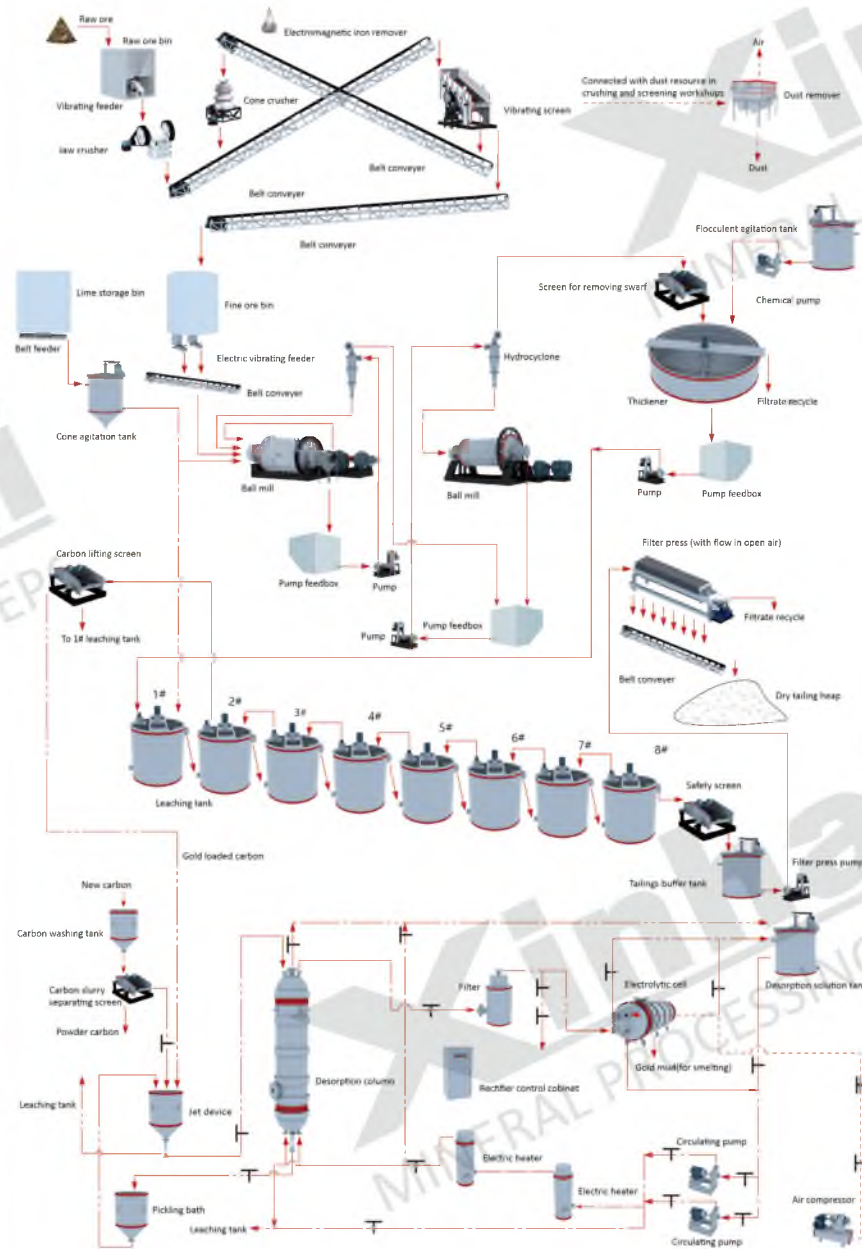 Raw ore
Raw ore bin
Vibrating feeder
Jaw crusher
Electromagnetic iron remover
Cone crusher
Vibrating screen
Belt conveyer
Belt conveyer
Belt conveyer
Connected with dust resource in
crushing and screening workshops
Air
Dust remover
Dust
Lime storage bin
Belt feeder
Cone agitation tank
Fine ore bin
Electric vibrating feeder
Belt conveyer
Ball mill
Hydrocyclone
Ball mill
Screen for removing swarf
Flocculent agitation tank
Chemical pump
Thickener
Filtrate recycle
Pump
Pump feedbox
Pump feedbox
Pump
Pump
Pump feedbox
Carbon lifting screen
To 1# leaching tank
Filter press (with flow in open air)
Filtrate recycle
Belt conveyer
Dry tailing heap
1#
2#
3#
4#
5#
6#
7#
8#
Leaching tank
Safety screen
Tailings buffer tank
Filter press pump
Gold loaded carbon
New carbon
Carbon washing tank
Carbon slurry
separating screen
Powder carbon
Leaching tank
Jet device
Pickling bath
Leaching tank
Desorption column
Filter
Rectifier control cabinet
Electrolytic cell
Gold mud(for smelting)
Desorption solution tank
Electric heater
Electric heater
Circulating pump
Circulating pump
Air compressor
Xinhai
MINERAL PROCESSING